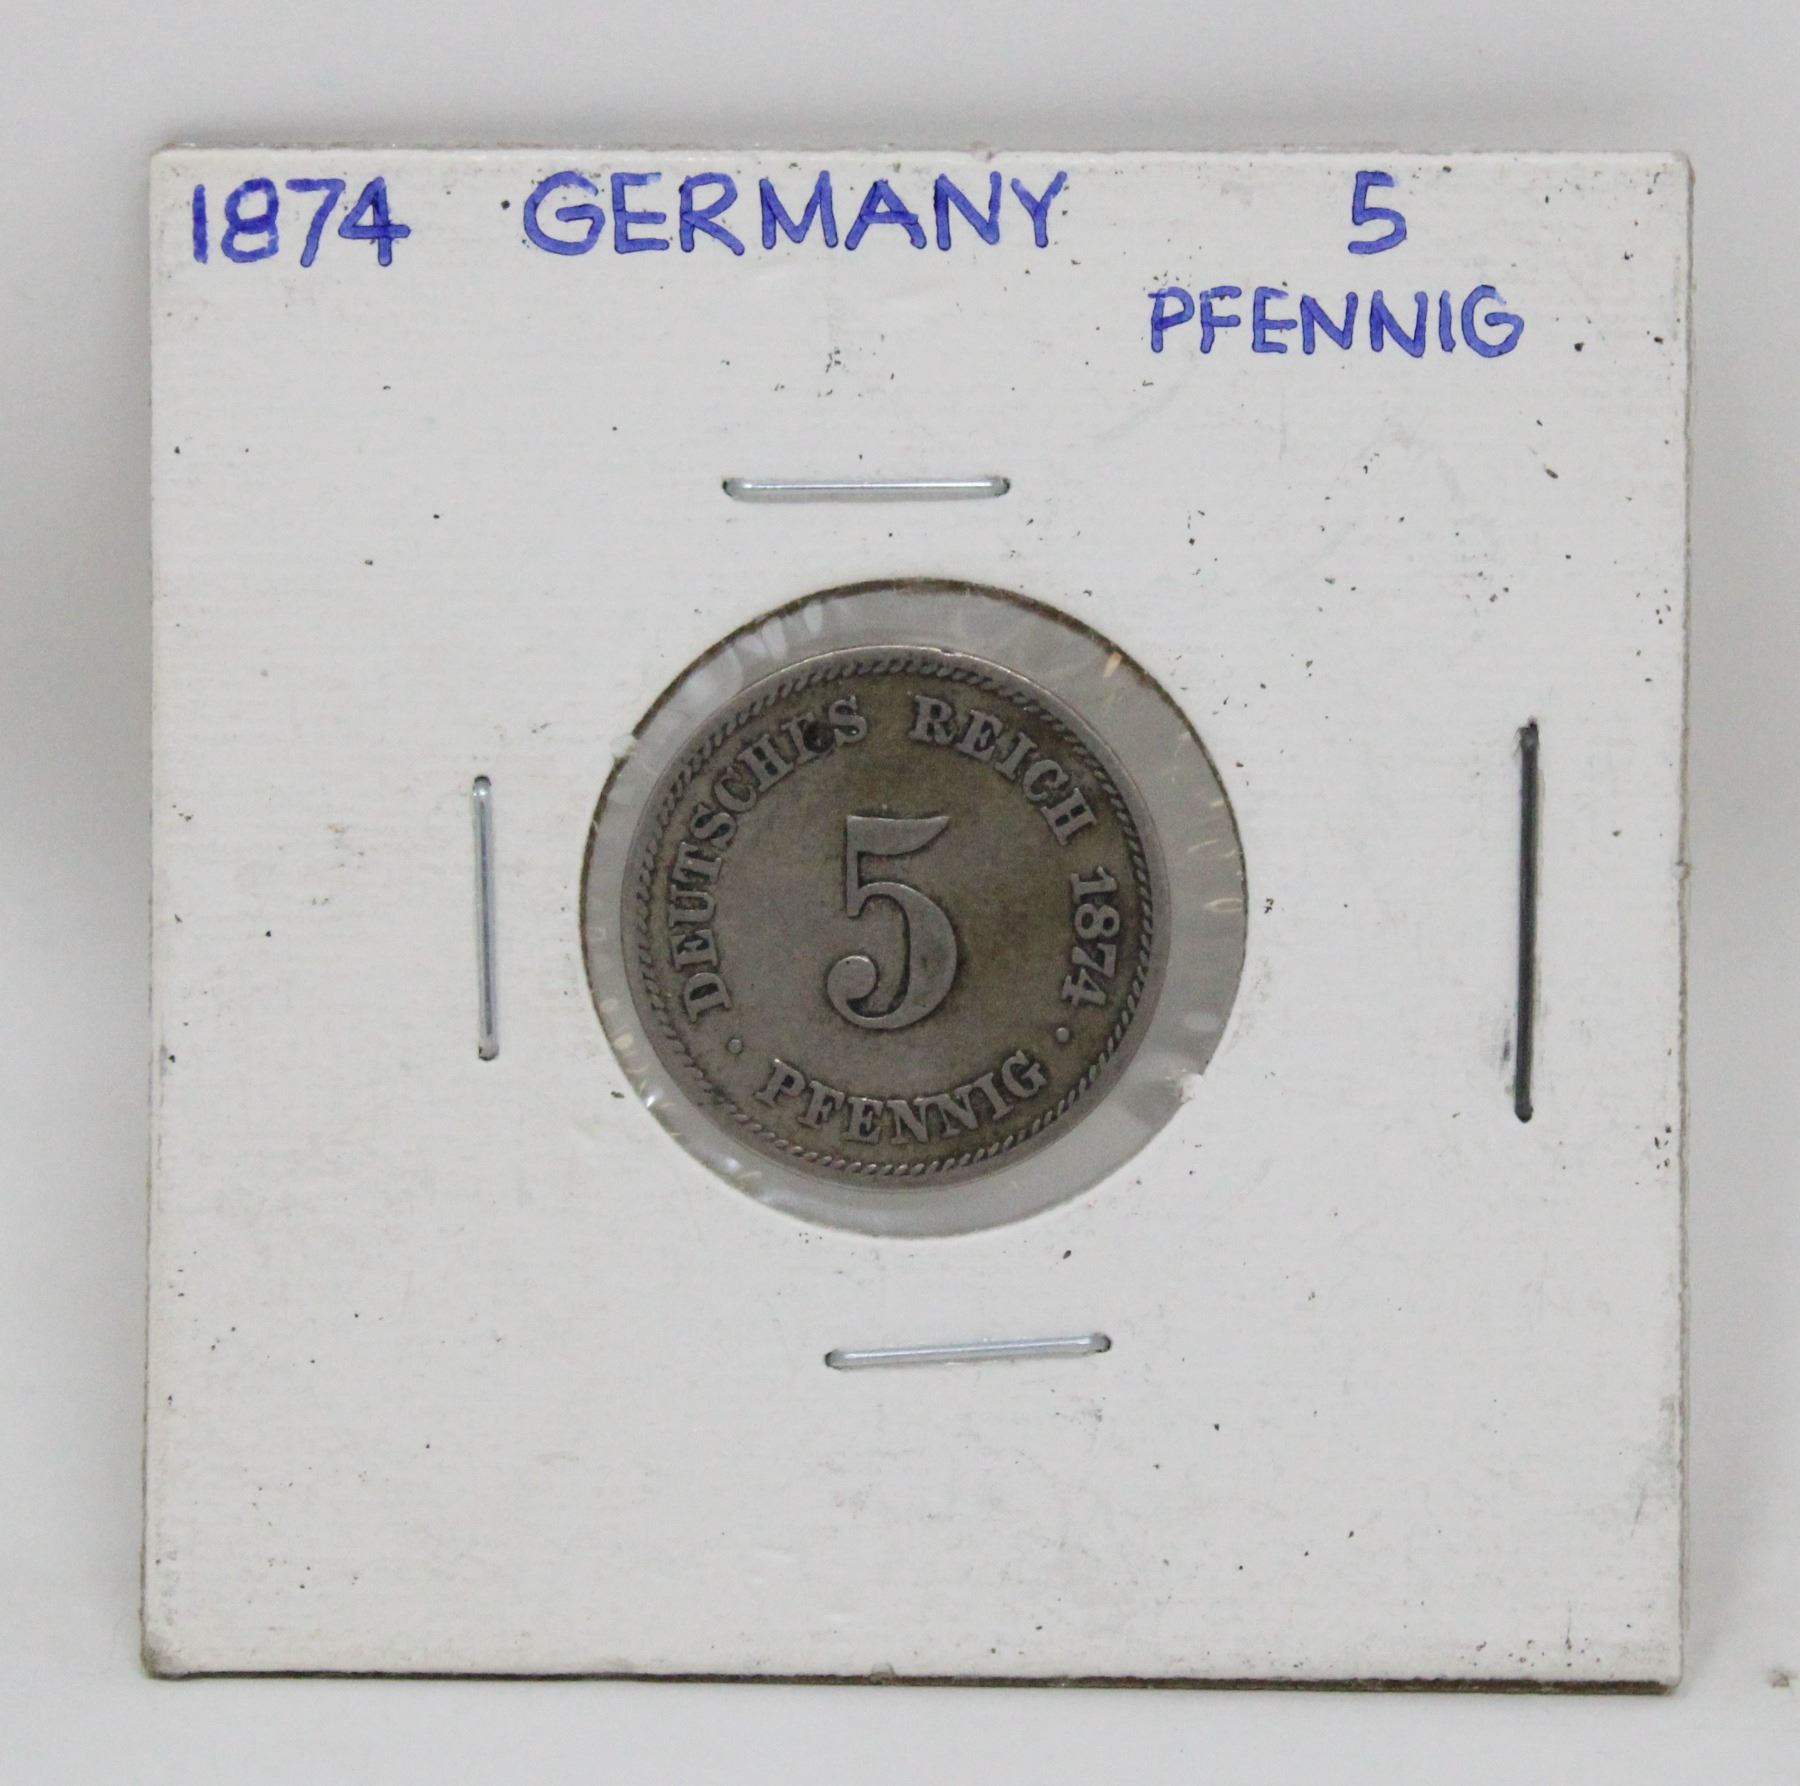 1874 GERMANY 5
PFENNIG
DEUTSCHES REICH 1874
5
· PFENNIG ·